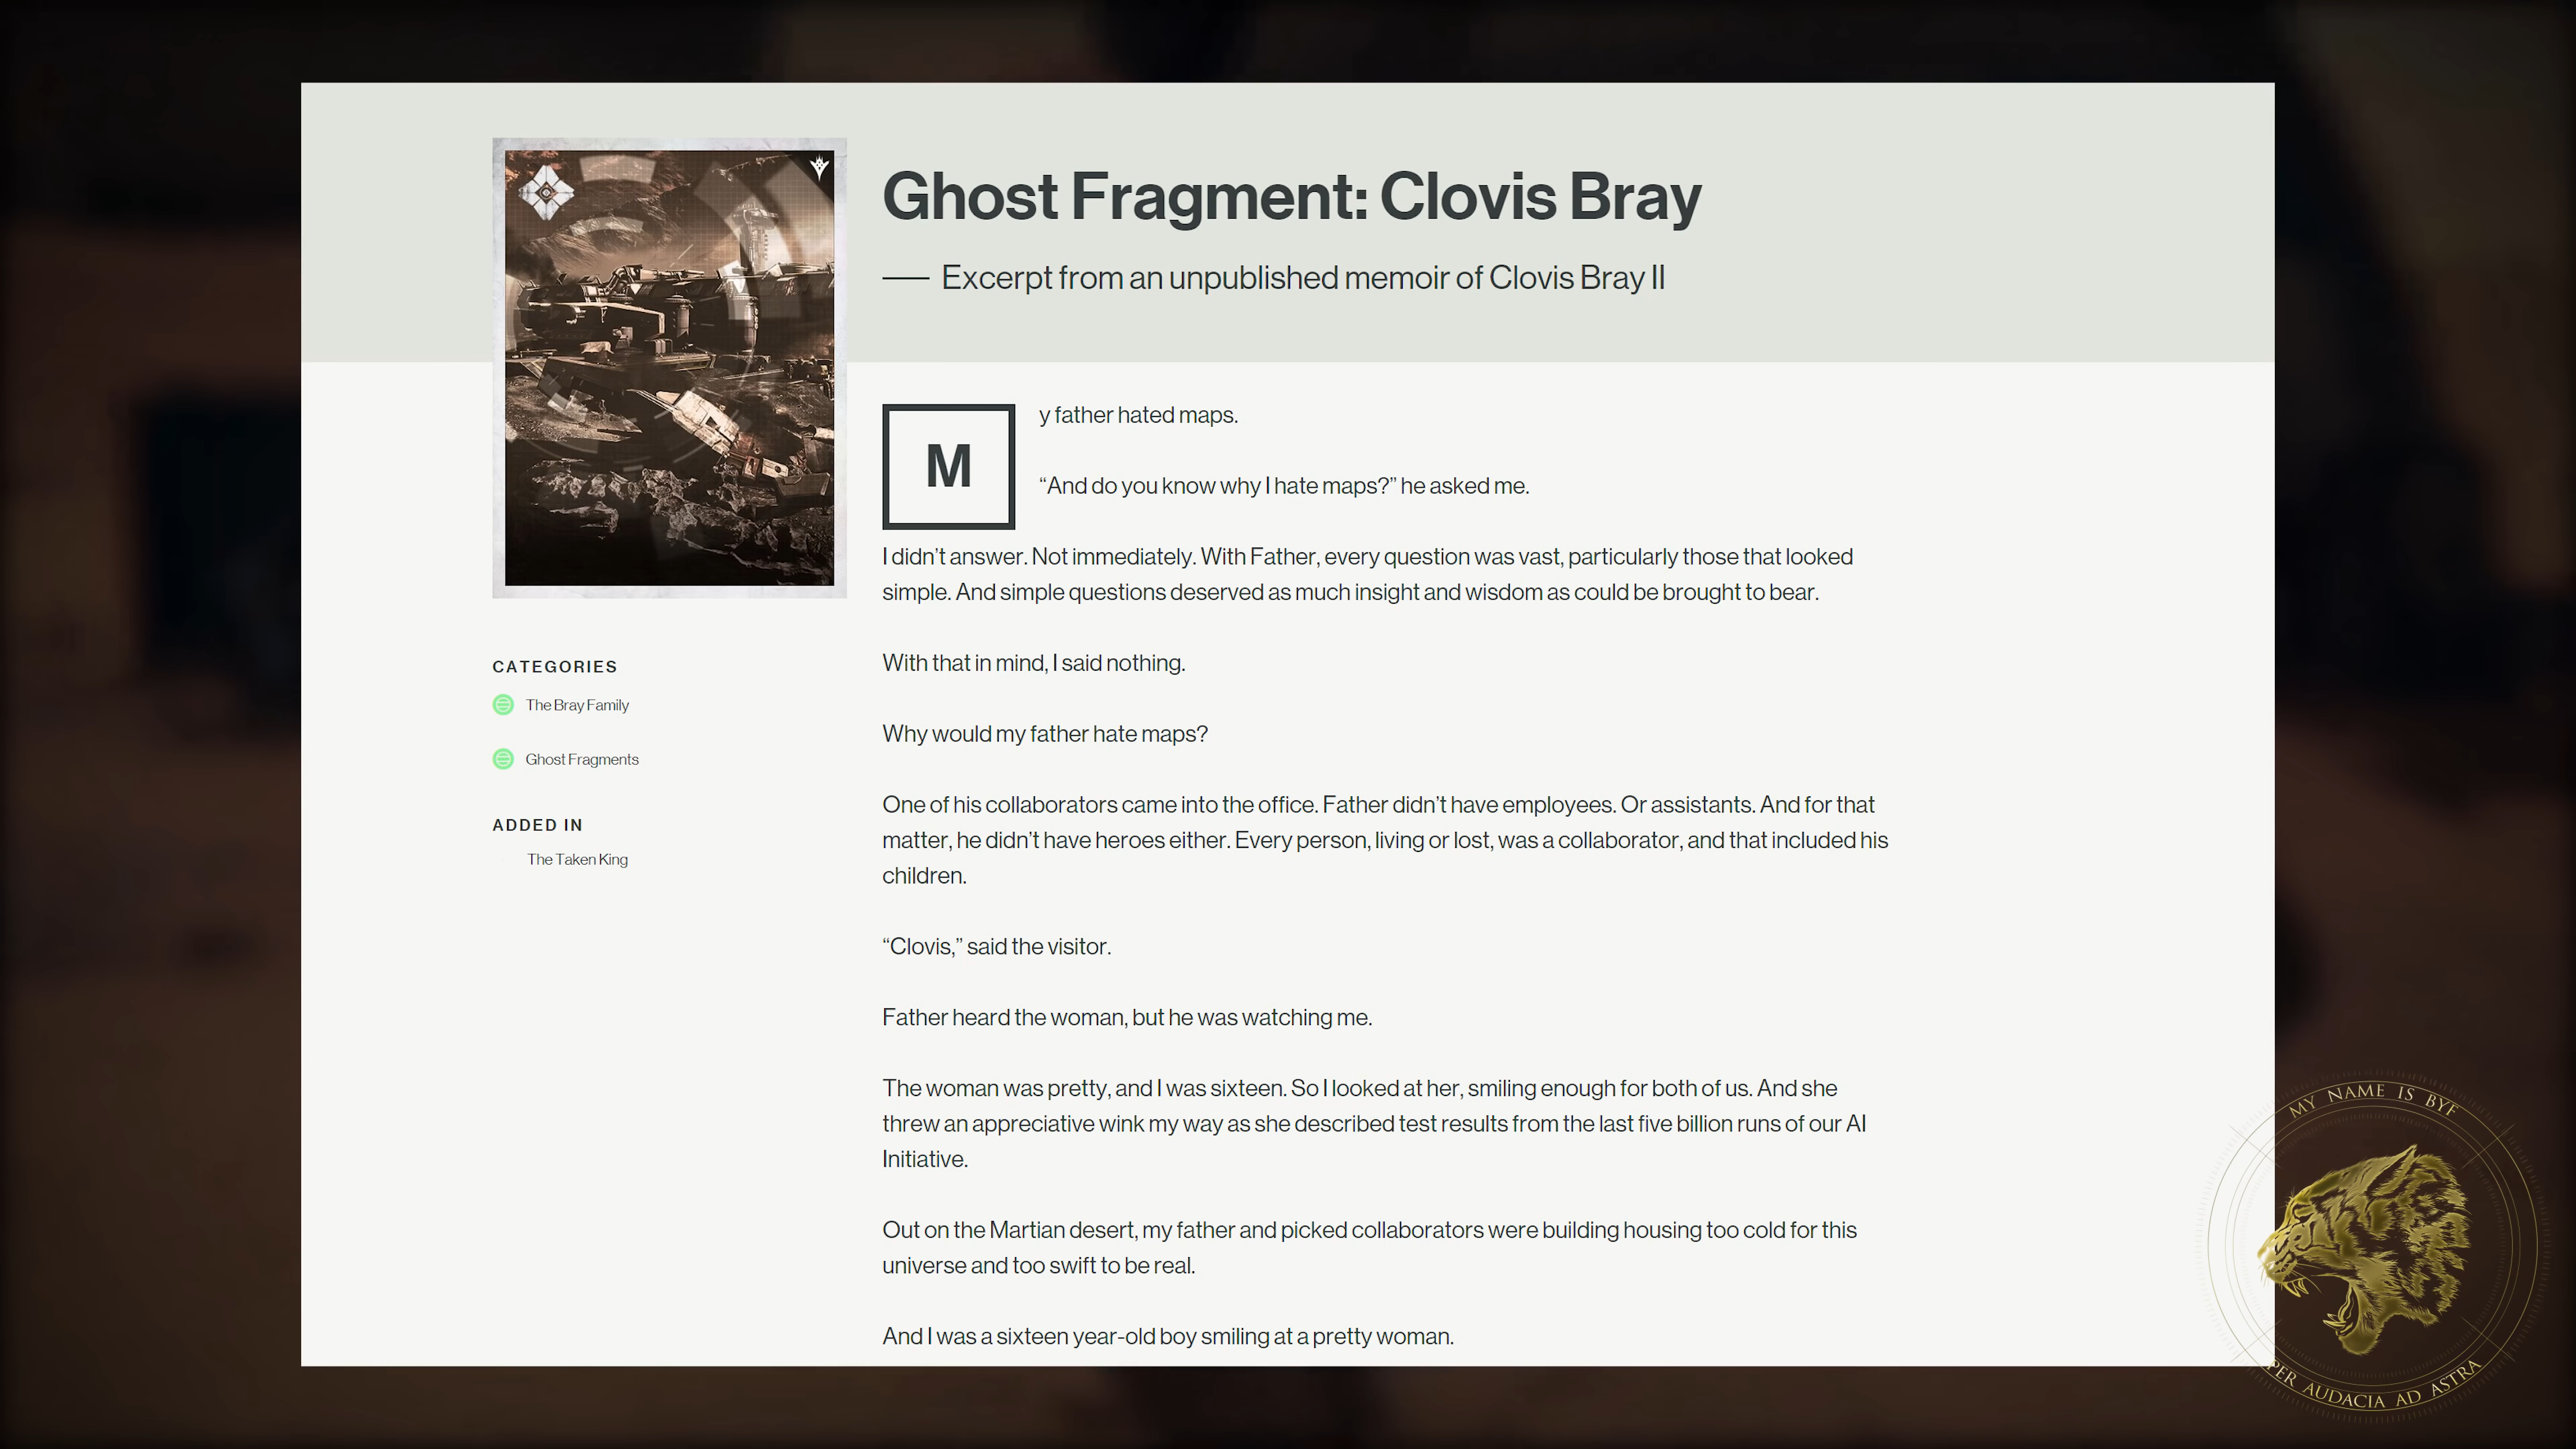 Ghost Fragment: Clovis Bray
— Excerpt from an unpublished memoir of Clovis Bray II
My father hated maps.
“And do you know why I hate maps?” he asked me.
I didn’t answer. Not immediately. With Father, every question was vast, particularly those that looked
simple. And simple questions deserved as much insight and wisdom as could be brought to bear.
With that in mind, I said nothing.
Why would my father hate maps?
One of his collaborators came into the office. Father didn’t have employees. Or assistants. And for that
matter, he didn’t have heroes either. Every person, living or lost, was a collaborator, and that included his
children.
“Clovis,” said the visitor.
Father heard the woman, but he was watching me.
The woman was pretty, and I was sixteen. So I looked at her, smiling enough for both of us. And she
threw an appreciative wink my way as she described test results from the last five billion runs of our AI
Initiative.
Out on the Martian desert, my father and picked collaborators were building housing too cold for this
universe and too swift to be real.
And I was a sixteen year-old boy smiling at a pretty woman.
CATEGORIES
The Bray Family
Ghost Fragments
ADDED IN
The Taken King
MY NAME IS BYF
PER AUDACIA AD ASTRA